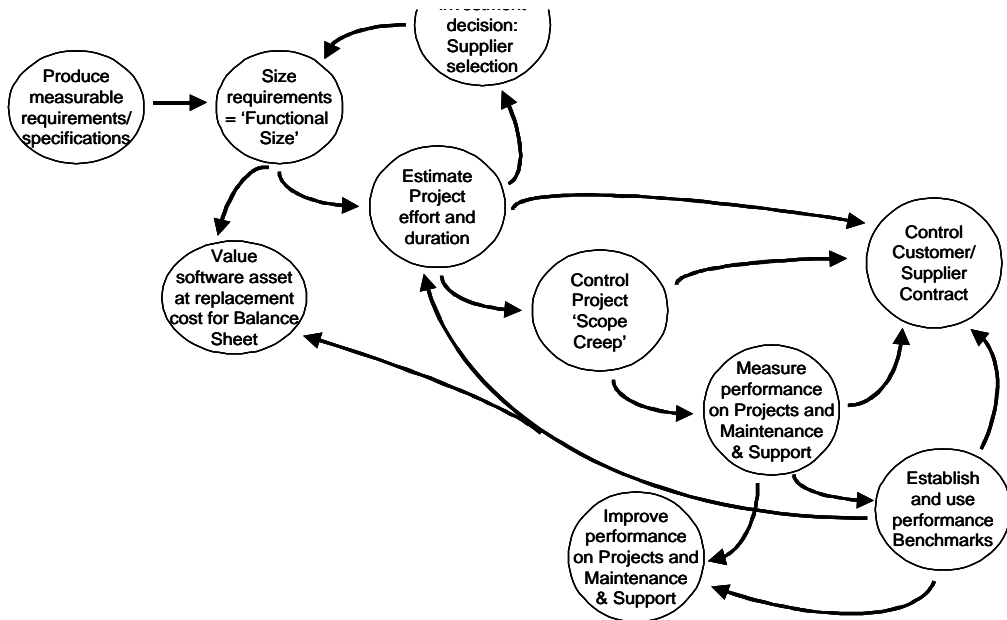 decision:
Supplier
selection
Produce
measurable
requirements/
specifications
Size
requirements
= ‘Functional
Size’
Estimate
Project
effort and
duration
Value
software asset
at replacement
cost for Balance
Sheet
Control
Project
‘Scope
Creep’
Control
Customer/
Supplier
Contract
Measure
performance
on Projects and
Maintenance
& Support
Establish
and use
performance
Benchmarks
Improve
performance
on Projects and
Maintenance
& Support